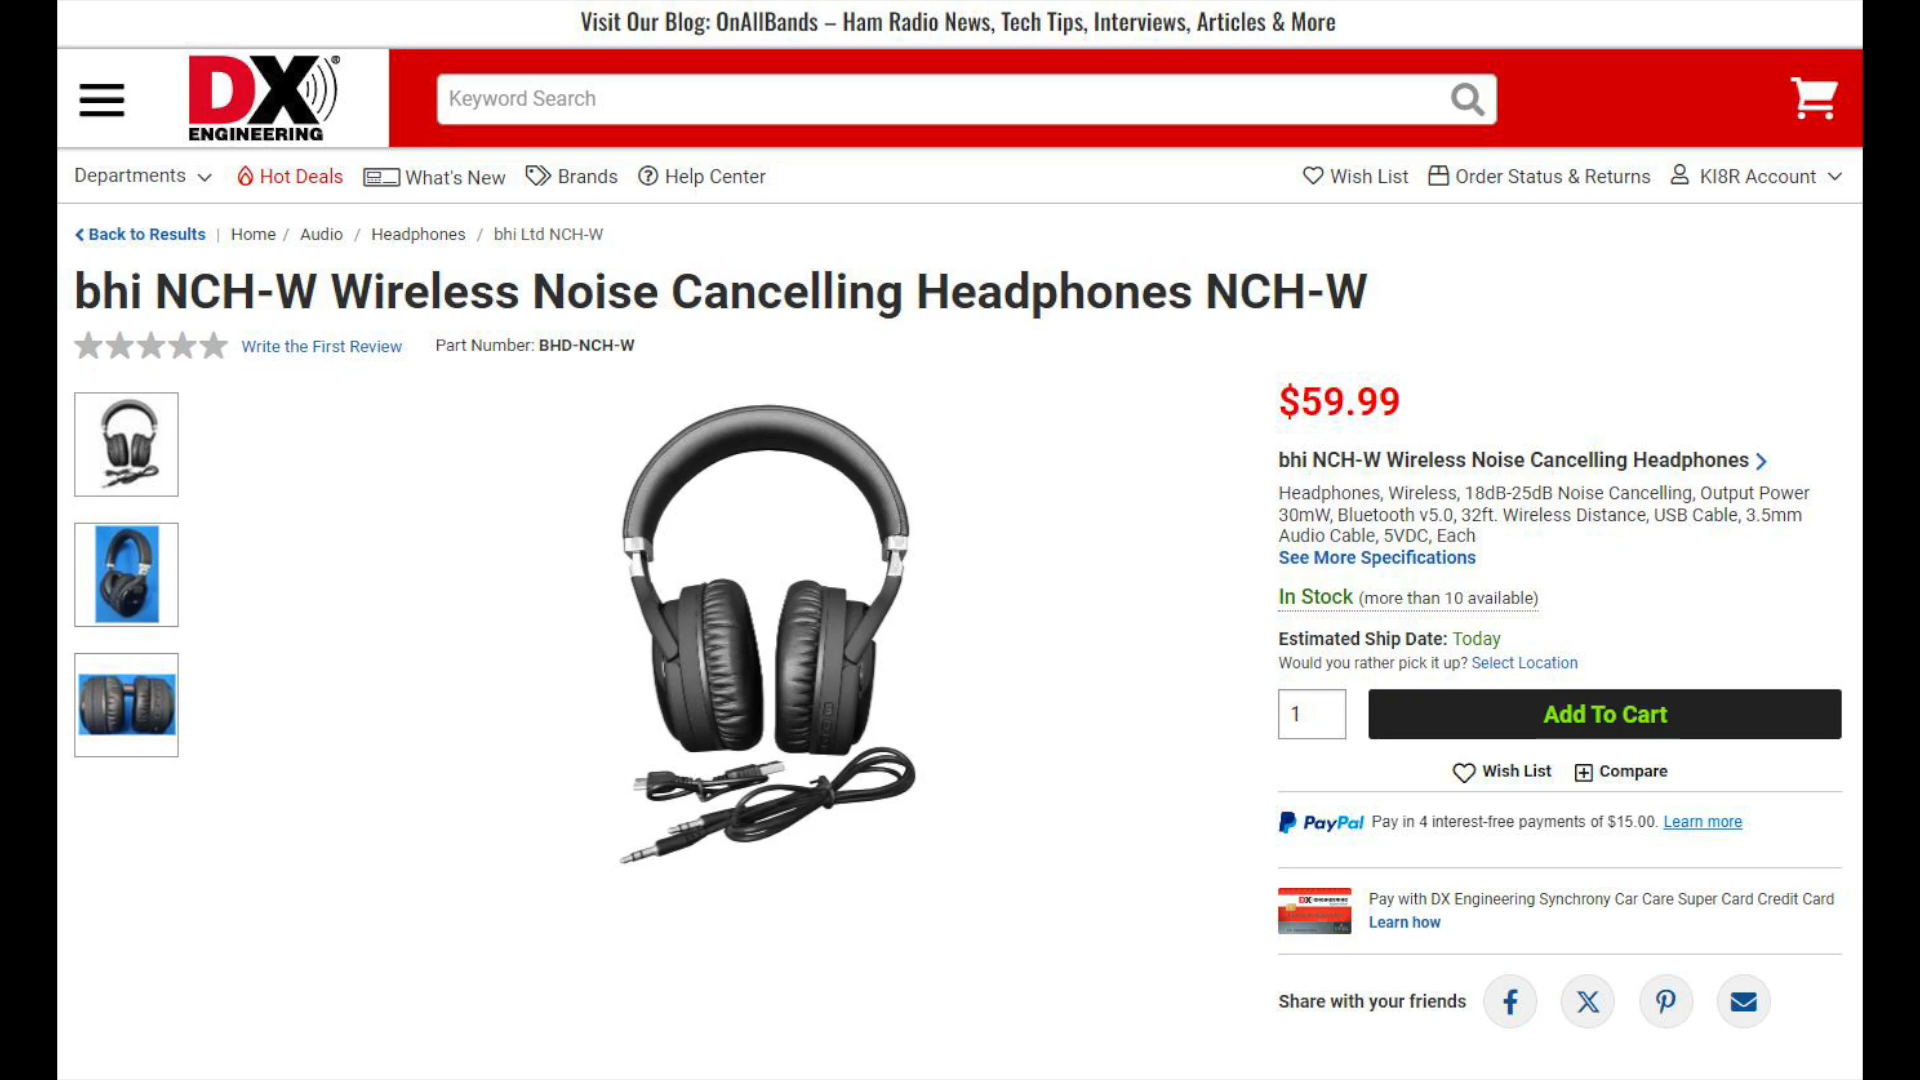 Visit Our Blog: OnAllBands – Ham Radio News, Tech Tips, Interviews, Articles & More
DX®
ENGINEERING
Keyword Search
Departments Hot Deals What's New Brands Help Center Wish List Order Status & Returns KI8R Account
Back to Results | Home / Audio / Headphones / bhi Ltd NCH-W
bhi NCH-W Wireless Noise Cancelling Headphones NCH-W
Write the First Review Part Number: BHD-NCH-W
$59.99
bhi NCH-W Wireless Noise Cancelling Headphones
Headphones, Wireless, 18dB-25dB Noise Cancelling, Output Power
30mW, Bluetooth v5.0, 32ft. Wireless Distance, USB Cable, 3.5mm
Audio Cable, 5VDC, Each
See More Specifications
In Stock (more than 10 available)
Estimated Ship Date: Today
Would you rather pick it up? Select Location
1 Add To Cart
Wish List Compare
PayPal Pay in 4 interest-free payments of $15.00. Learn more
Pay with DX Engineering Synchrony Car Care Super Card Credit Card
Learn how
Share with your friends